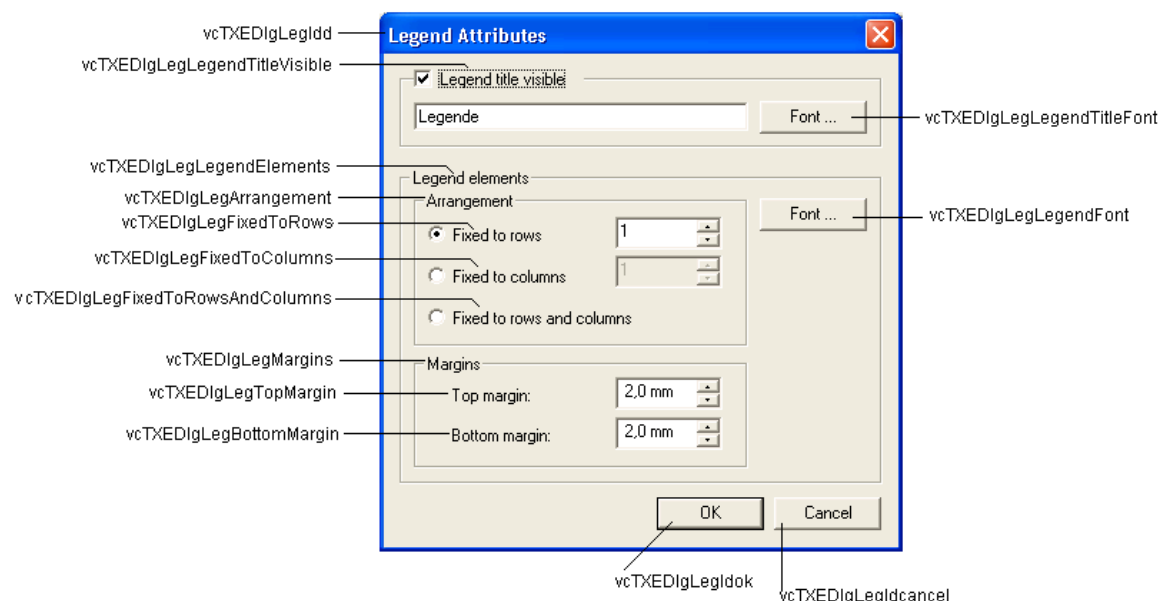 vcTXEDlgLegIdd
Legend Attributes
vcTXEDlgLegLegendTitleVisible
Legend title visible
Legende
Font ...
vcTXEDlgLegLegendTitleFont
vcTXEDlgLegLegendElements
Legend elements
vcTXEDlgLegArrangement
Arrangement
Font ...
vcTXEDlgLegLegendFont
vcTXEDlgLegFixedToRows
Fixed to rows
1
vcTXEDlgLegFixedToColumns
Fixed to columns
1
vcTXEDlgLegFixedToRowsAndColumns
Fixed to rows and columns
vcTXEDlgLegMargins
Margins
vcTXEDlgLegTopMargin
Top margin:
2,0 mm
vcTXEDlgLegBottomMargin
Bottom margin:
2,0 mm
OK
Cancel
vcTXEDlgLegIdok
vcTXEDlgLegIdcancel